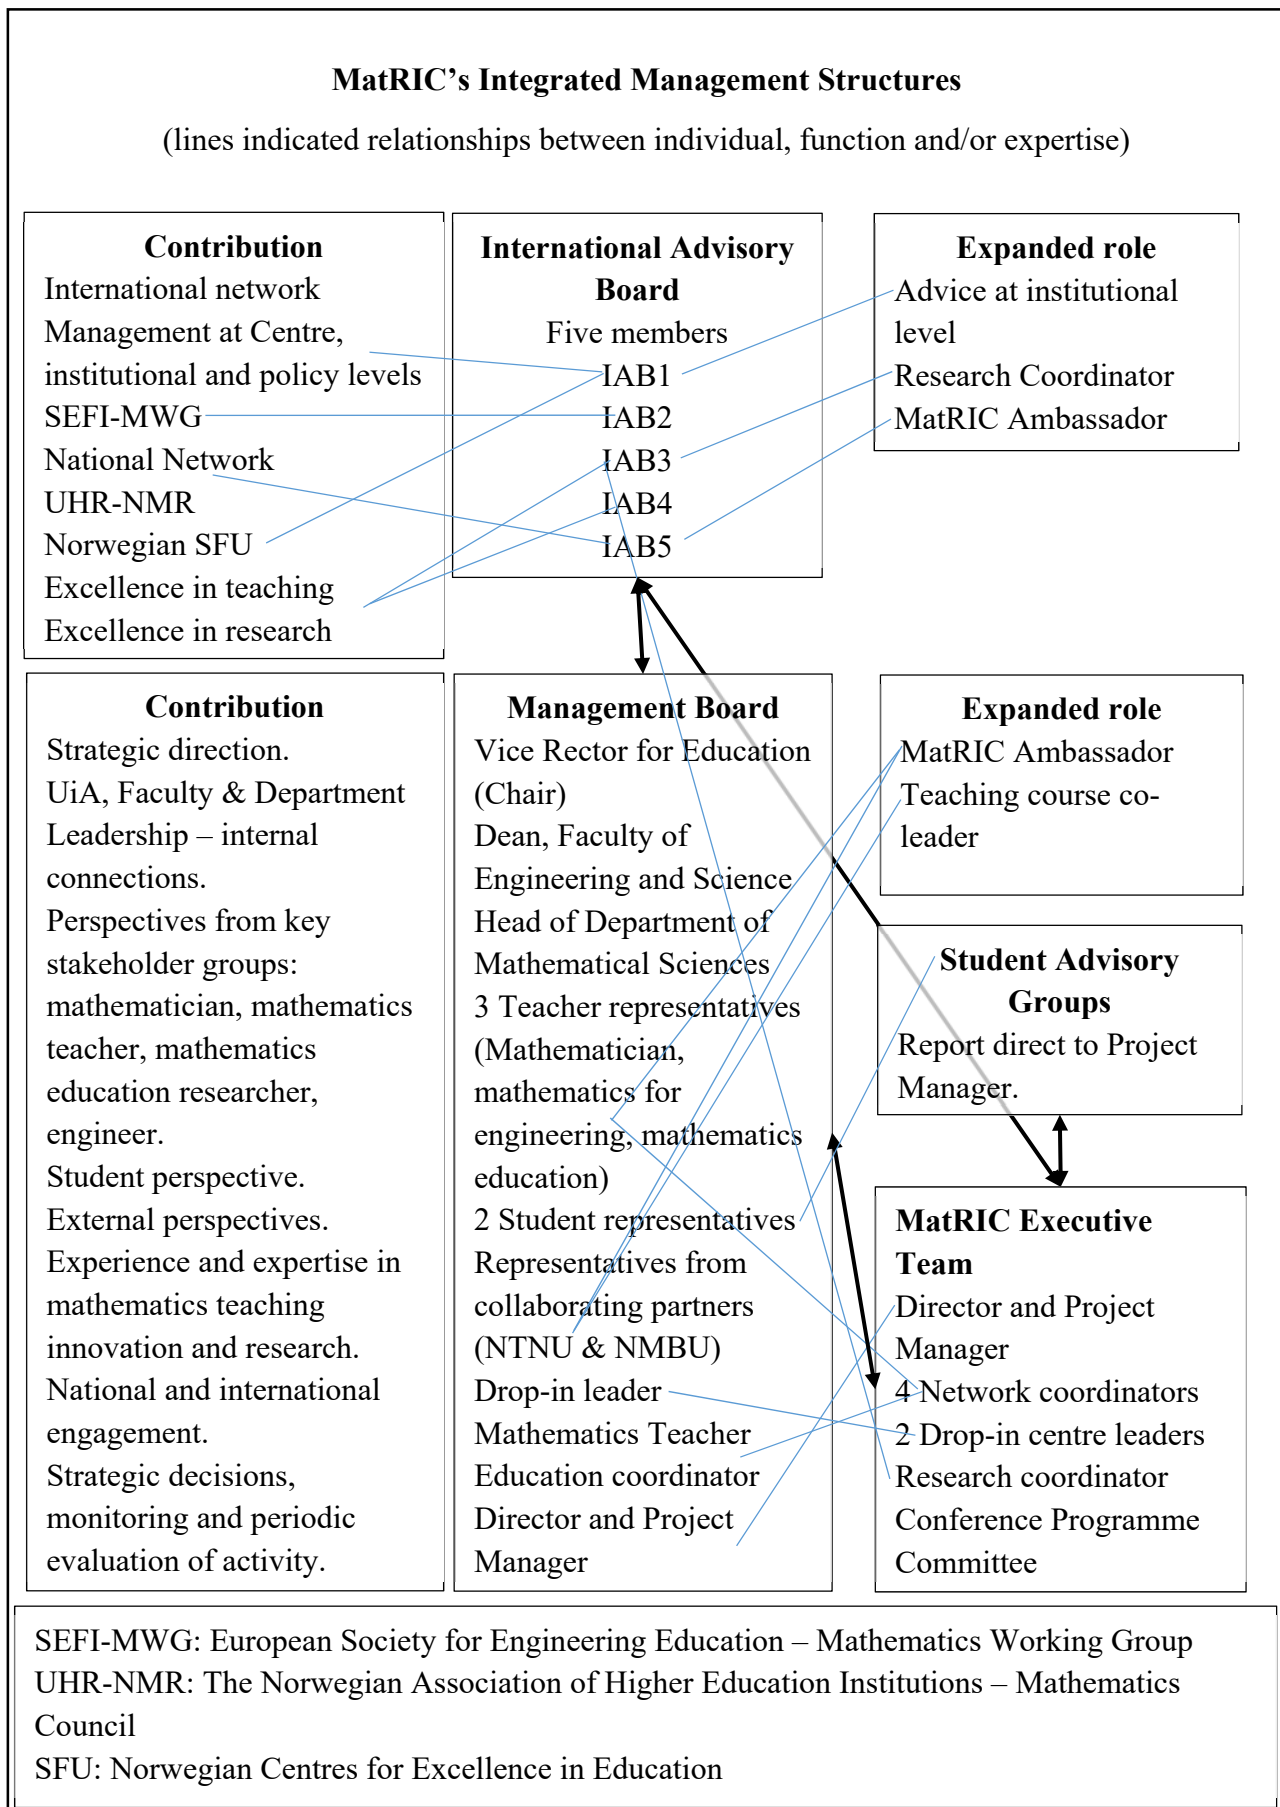 MatRIC’s Integrated Management Structures
(lines indicated relationships between individual, function and/or expertise)
Contribution
International network
Management at Centre,
institutional and policy levels
SEFI-MWG
National Network
UHR-NMR
Norwegian SFU
Excellence in teaching
Excellence in research
International Advisory
Board
Five members
IAB1
IAB2
IAB3
IAB4
IAB5
Expanded role
Advice at institutional
level
Research Coordinator
MatRIC Ambassador
Contribution
Strategic direction.
UiA, Faculty & Department
Leadership – internal
connections.
Perspectives from key
stakeholder groups:
mathematician, mathematics
teacher, mathematics
education researcher,
engineer.
Student perspective.
External perspectives.
Experience and expertise in
mathematics teaching
innovation and research.
National and international
engagement.
Strategic decisions,
monitoring and periodic
evaluation of activity.
Management Board
Vice Rector for Education
(Chair)
Dean, Faculty of
Engineering and Science
Head of Department of
Mathematical Sciences
3 Teacher representatives
(Mathematician,
mathematics for
engineering, mathematics
education)
2 Student representatives
Representatives from
collaborating partners
(NTNU & NMBU)
Drop-in leader
Mathematics Teacher
Education coordinator
Director and Project
Manager
Expanded role
MatRIC Ambassador
Teaching course co-
leader
Student Advisory
Groups
Report direct to Project
Manager.
MatRIC Executive
Team
Director and Project
Manager
4 Network coordinators
2 Drop-in centre leaders
Research coordinator
Conference Programme
Committee
SEFI-MWG: European Society for Engineering Education – Mathematics Working Group
UHR-NMR: The Norwegian Association of Higher Education Institutions – Mathematics
Council
SFU: Norwegian Centres for Excellence in Education